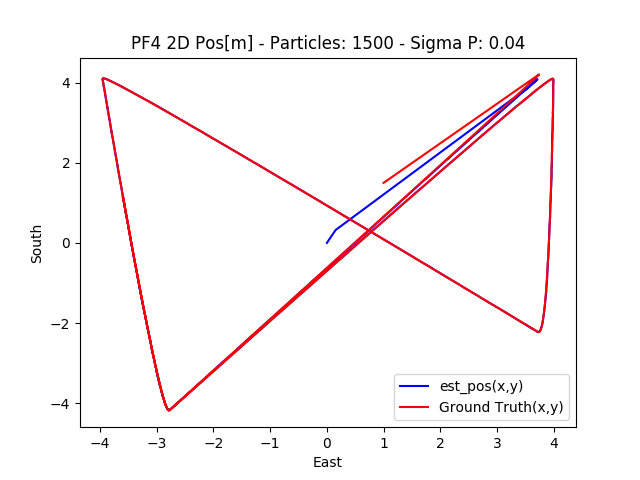 PF4 2D Pos[m] - Particles: 1500 - Sigma P: 0.04
4
2
0
−2
−4
South
−4
−3
−2
−1
0
1
2
3
4
East
est_pos(x,y)
Ground Truth(x,y)